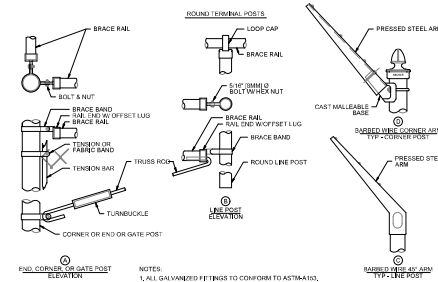 ROUND TERMINAL POSTS
BRACE RAIL
BOLT & NUT
BRACE BAND
RAIL END W/ OFFSET LUG
BRACE RAIL
TENSION OR
FABRIC BAND
TENSION BAR
TRUSS ROD
TURNBUCKLE
CORNER OR END OR GATE POST
A
END, CORNER, OR GATE POST
ELEVATION
LOOP CAP
BRACE RAIL
5/16" (8MM) Ø
BOLT W/ HEX NUT
BRACE RAIL
RAIL END W/OFFSET LUG
BRACE BAND
ROUND LINE POST
B
LINE POST
ELEVATION
NOTES:
1. ALL GALVANIZED FITTINGS TO CONFORM TO ASTM-A153.
PRESSED STEEL AR
CAST MALLEABLE
BASE
D
BARBED WIRE CORNER ARM
TYP - CORNER POST
PRESSED STE
ARM
C
BARBED WIRE 45° ARM
TYP - LINE POST